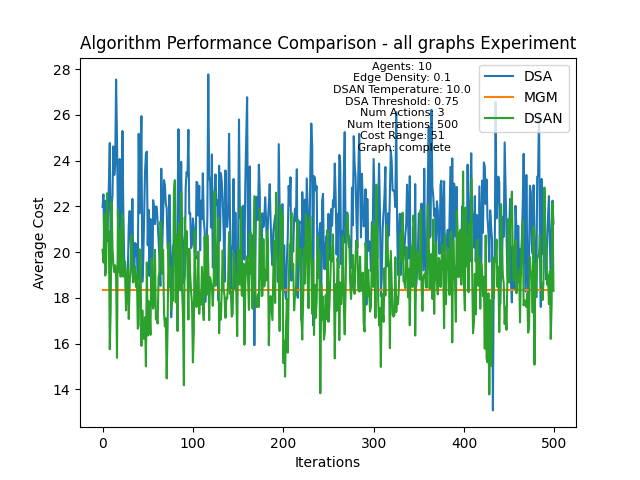 Algorithm Performance Comparison - all graphs Experiment
Agents: 10
Edge Density: 0.1
DSAN Temperature: 10.0
DSA Threshold: 0.75
Num Actions: 3
Num Iterations: 500
Cost Range: 51
Graph: complete
DSA
MGM
DSAN
Average Cost
28
26
24
22
20
18
16
14
0
100
200
300
400
500
Iterations